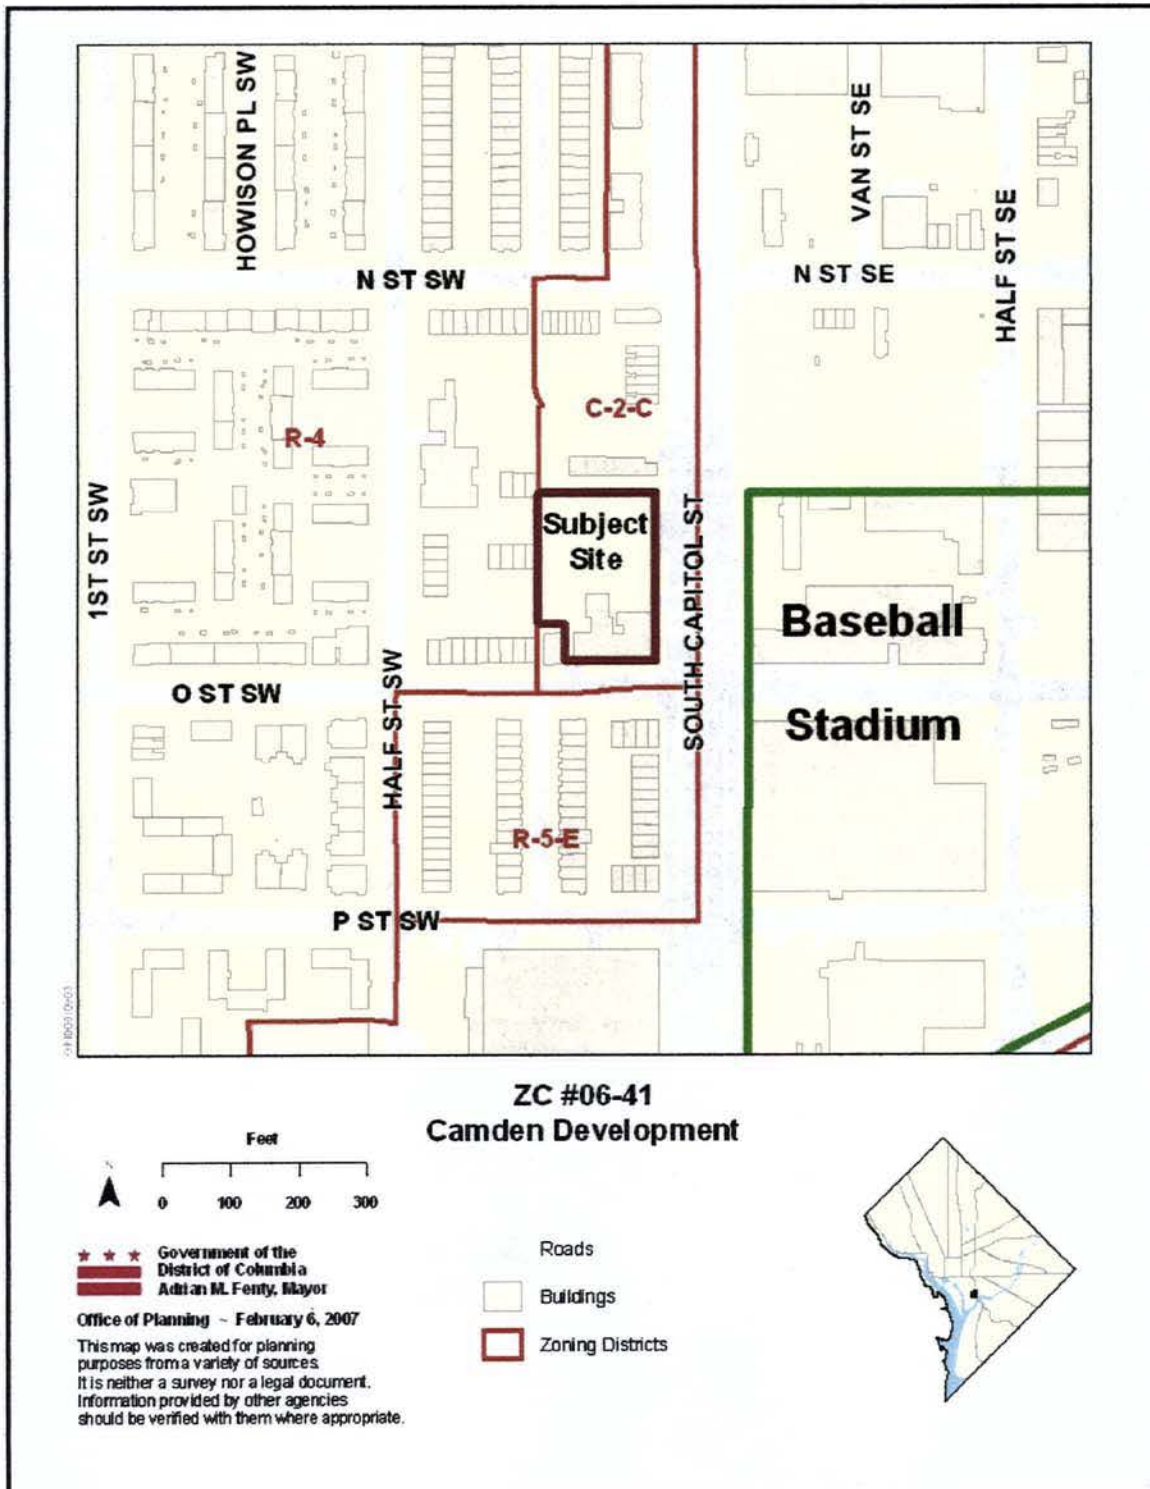 HOWISON PL SW
VAN ST SE
HALF ST SE
N ST SW
N ST SE
C-2-C
R-4
1ST ST SW
Subject
Site
SOUTH CAPITOL ST
Baseball
Stadium
HALF ST SW
O ST SW
R-5-E
P ST SW
ZC #06-41
Camden Development
Feet
0 100 200 300
Government of the
District of Columbia
Adrian M. Fenty, Mayor
Office of Planning ~ February 6, 2007
This map was created for planning
purposes from a variety of sources.
It is neither a survey nor a legal document.
Information provided by other agencies
should be verified with them where appropriate.
Roads
Buildings
Zoning Districts